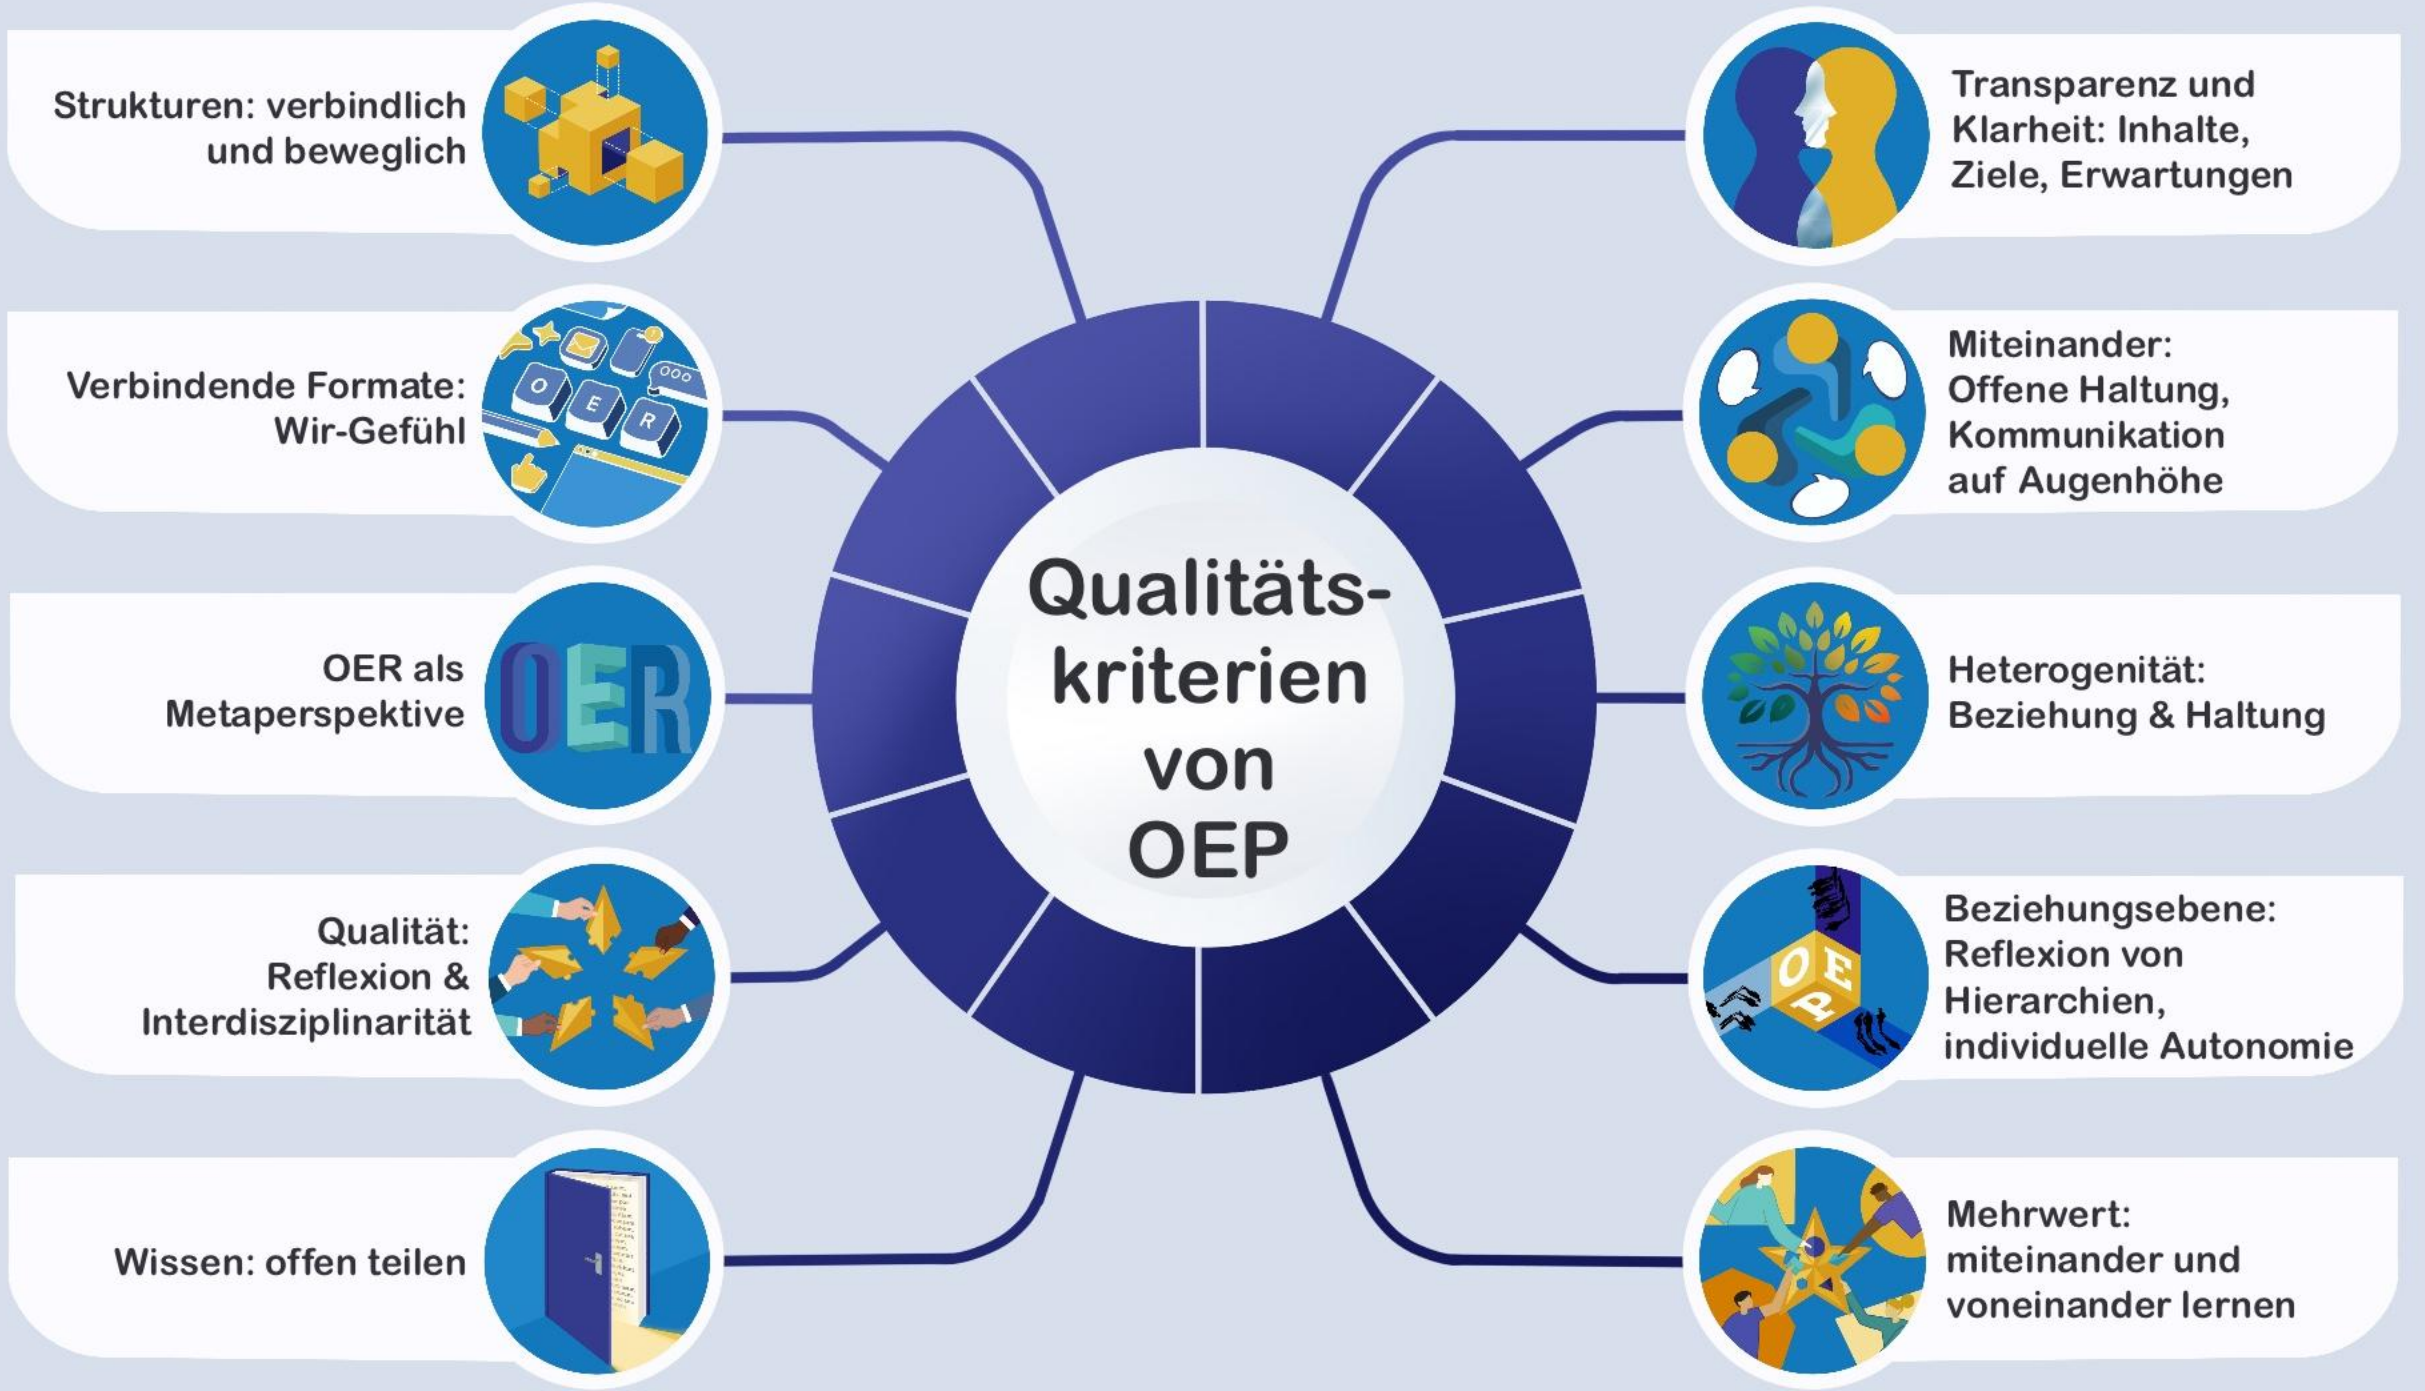 Strukturen: verbindlich
und beweglich
Verbindende Formate:
Wir-Gefühl
O
E
R
OER als
Metaperspektive
OER
Qualität:
Reflexion &
Interdisziplinarität
Wissen: offen teilen
Qualitäts-
kriterien
von
OEP
Transparenz und
Klarheit: Inhalte,
Ziele, Erwartungen
Miteinander:
Offene Haltung,
Kommunikation
auf Augenhöhe
Heterogenität:
Beziehung & Haltung
O E
P
Beziehungsebene:
Reflexion von
Hierarchien,
individuelle Autonomie
Mehrwert:
miteinander und
voneinander lernen